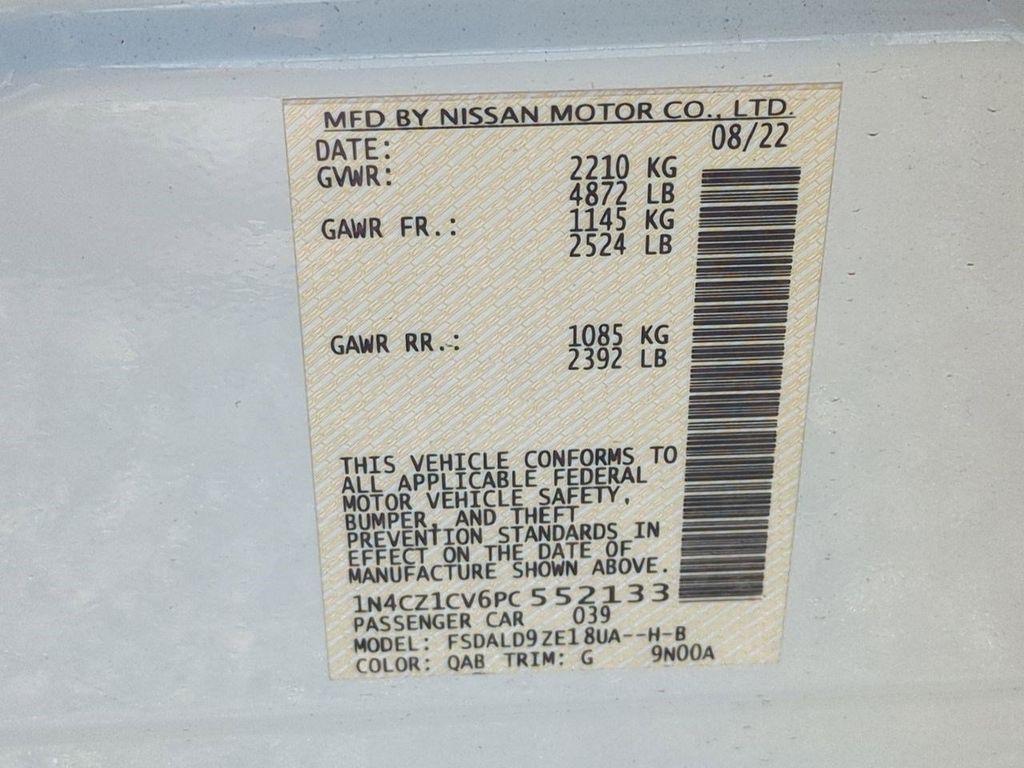 MFD BY NISSAN MOTOR CO., LTD.
DATE: 08/22
GVWR: 2210 KG
4872 LB
GAWR FR.: 1145 KG
2524 LB
GAWR RR.: 1085 KG
2392 LB
THIS VEHICLE CONFORMS TO
ALL APPLICABLE FEDERAL
MOTOR VEHICLE SAFETY,
BUMPER, AND THEFT
PREVENTION STANDARDS IN
EFFECT ON THE DATE OF
MANUFACTURE SHOWN ABOVE.
1N4CZ1CV6PC552133
PASSENGER CAR 039
MODEL: FSDALD9ZE18UA--H-B
COLOR: QAB TRIM: G 9N00A